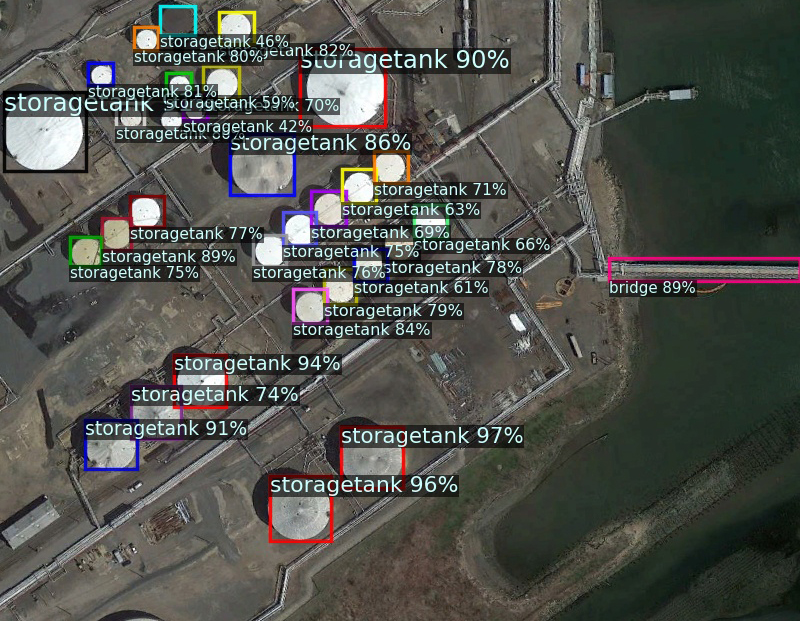 storagetank 46%
storagetank 80%
storagetank 82%
storagetank 90%
storagetank 81%
storagetank
storagetank 59%
70%
storagetank 42%
storagetank
storagetank 86%
storagetank 71%
storagetank 63%
storagetank 77%
storagetank 69%
storagetank 66%
storagetank 75%
storagetank 89%
storagetank 78%
storagetank 75%
storagetank 76%
storagetank 61%
bridge 89%
storagetank 79%
storagetank 84%
storagetank 94%
storagetank 74%
storagetank 91%
storagetank 97%
storagetank 96%